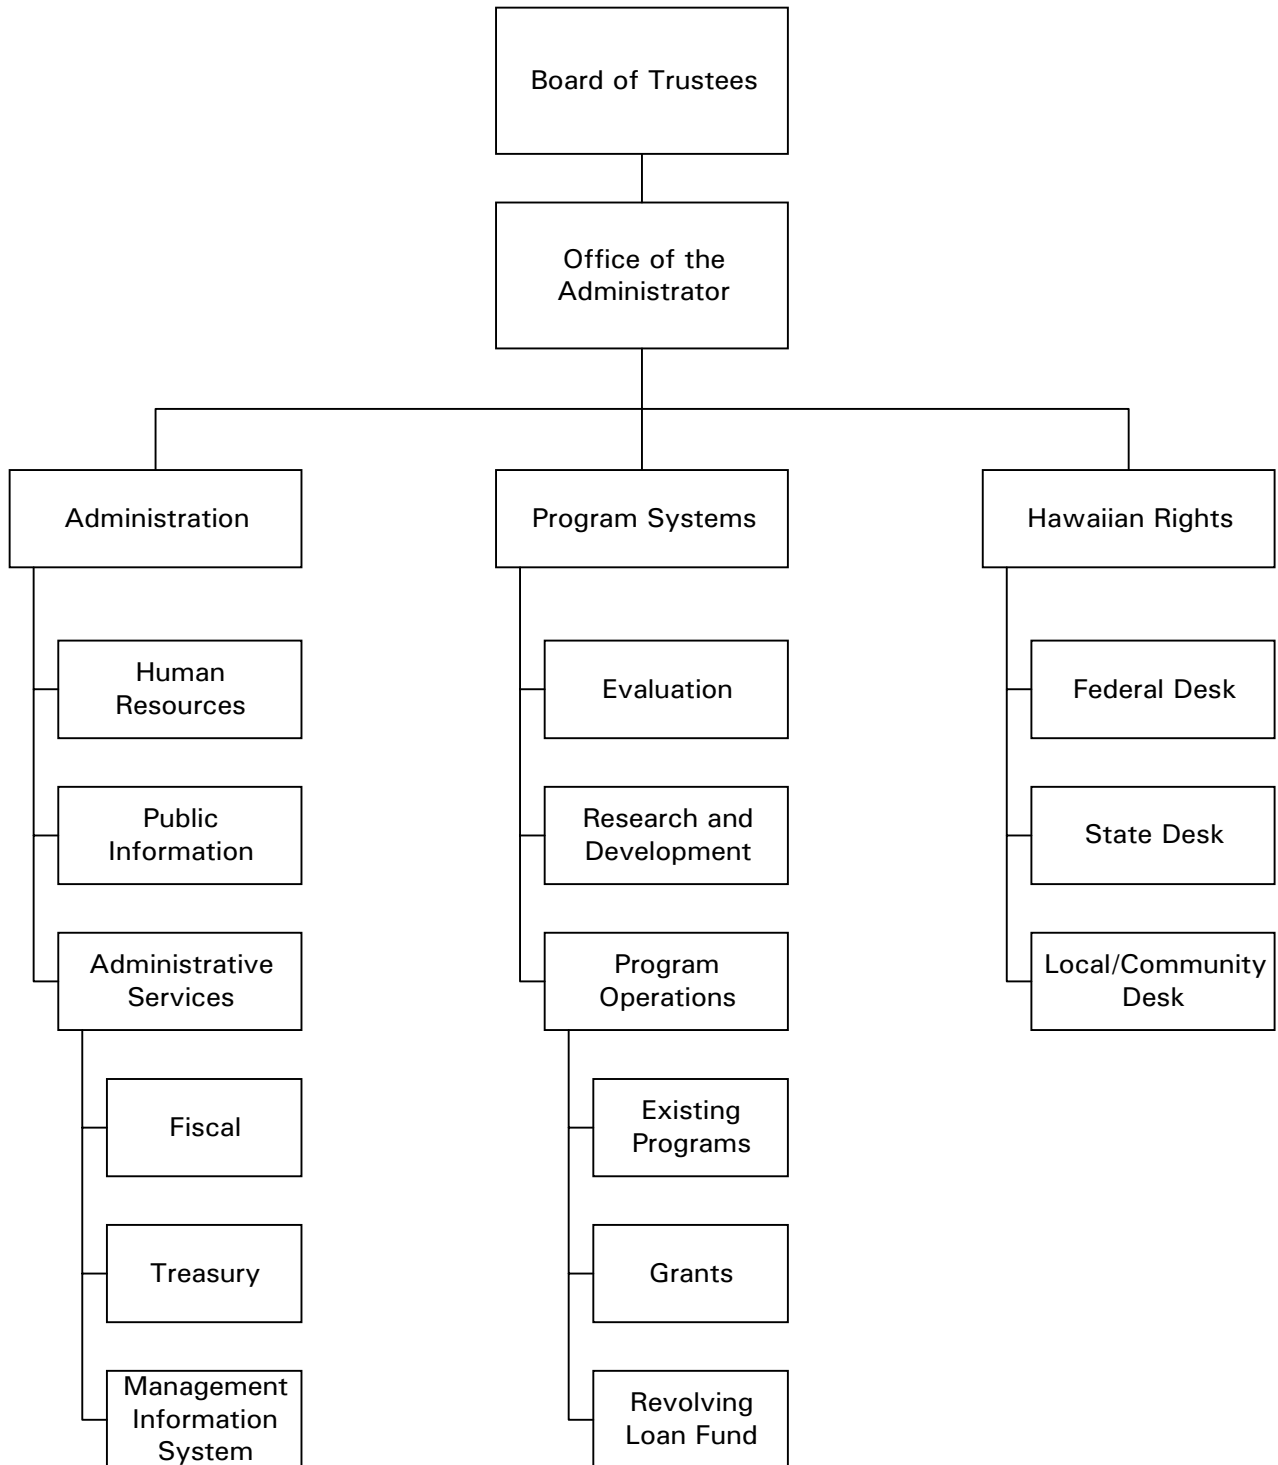 Board of Trustees
Office of the
Administrator
Administration
Program Systems
Hawaiian Rights
Human
Resources
Evaluation
Federal Desk
Public
Information
Research and
Development
State Desk
Administrative
Services
Program
Operations
Local/Community
Desk
Fiscal
Existing
Programs
Treasury
Grants
Management
Information
System
Revolving
Loan Fund